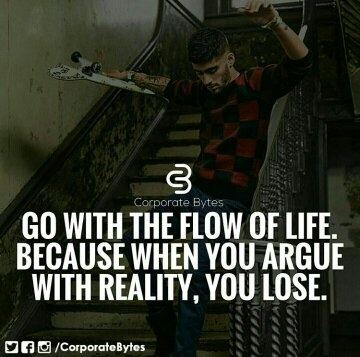 Corporate Bytes
GO WITH THE FLOW OF LIFE.
BECAUSE WHEN YOU ARGUE
WITH REALITY, YOU LOSE.
/CorporateBytes